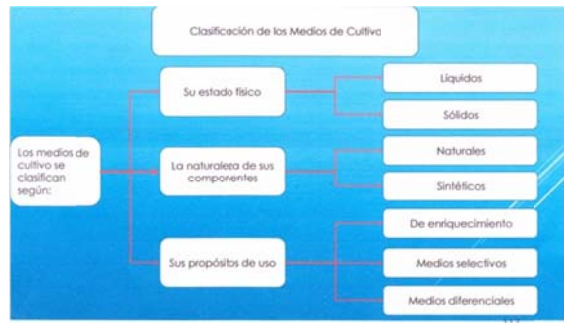 Clasificación de los Medios de Cultivo
Los medios de
cultivo se
clasifican
según:
Su estado físico
Líquidos
Sólidos
La naturaleza de sus
componentes
Naturales
Sintéticos
Sus propósitos de uso
De enriquecimiento
Medios selectivos
Medios diferenciales